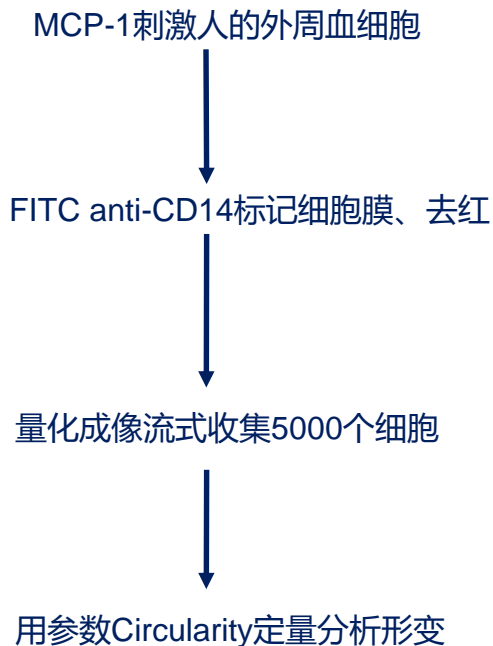 MCP-1刺激人的外周血细胞
FITC anti-CD14标记细胞膜、去红
量化成像流式收集5000个细胞
用参数Circularity定量分析形变